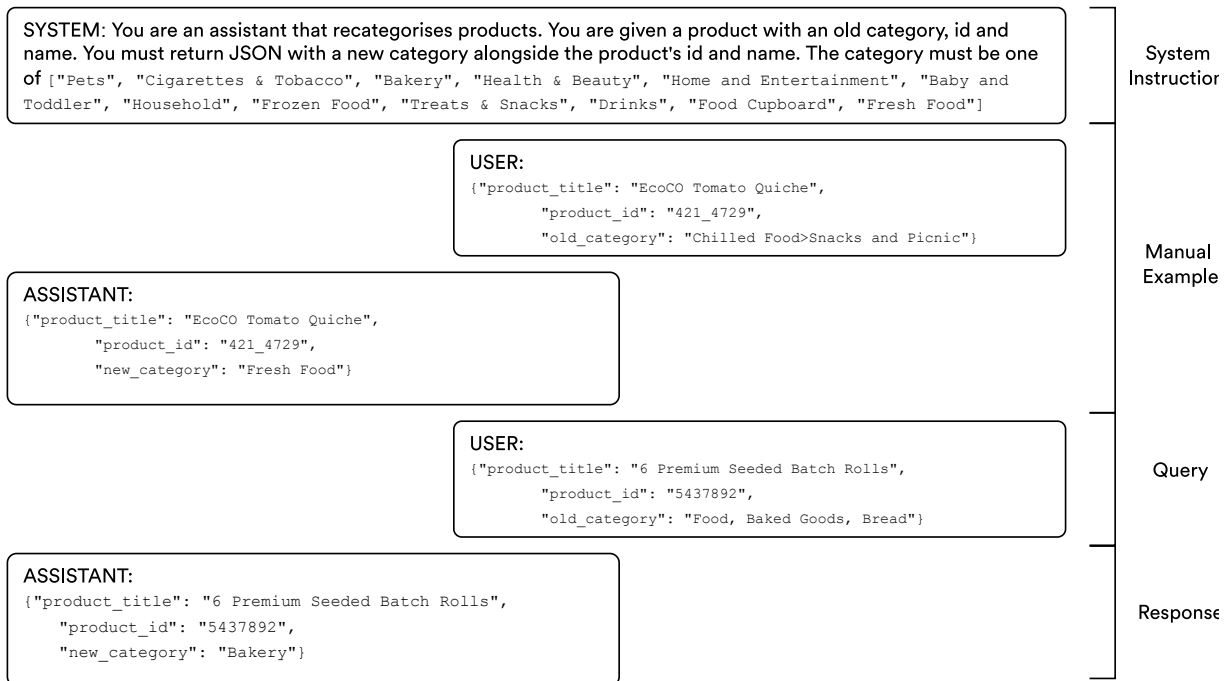 SYSTEM: You are an assistant that recategorises products. You are given a product with an old category, id and
name. You must return JSON with a new category alongside the product's id and name. The category must be one
of ["Pets", "Cigarettes & Tobacco", "Bakery", "Health & Beauty", "Home and Entertainment", "Baby and
Toddler", "Household", "Frozen Food", "Treats & Snacks", "Drinks", "Food Cupboard", "Fresh Food"]
System
Instruction
USER:
{"product_title": "EcoCO Tomato Quiche",
"product_id": "421_4729",
"old_category": "Chilled Food>Snacks and Picnic"}
Manual
Example
ASSISTANT:
{"product_title": "EcoCO Tomato Quiche",
"product_id": "421_4729",
"new_category": "Fresh Food"}
USER:
{"product_title": "6 Premium Seeded Batch Rolls",
"product_id": "5437892",
"old_category": "Food, Baked Goods, Bread"}
Query
ASSISTANT:
{"product_title": "6 Premium Seeded Batch Rolls",
"product_id": "5437892",
"new_category": "Bakery"}
Response